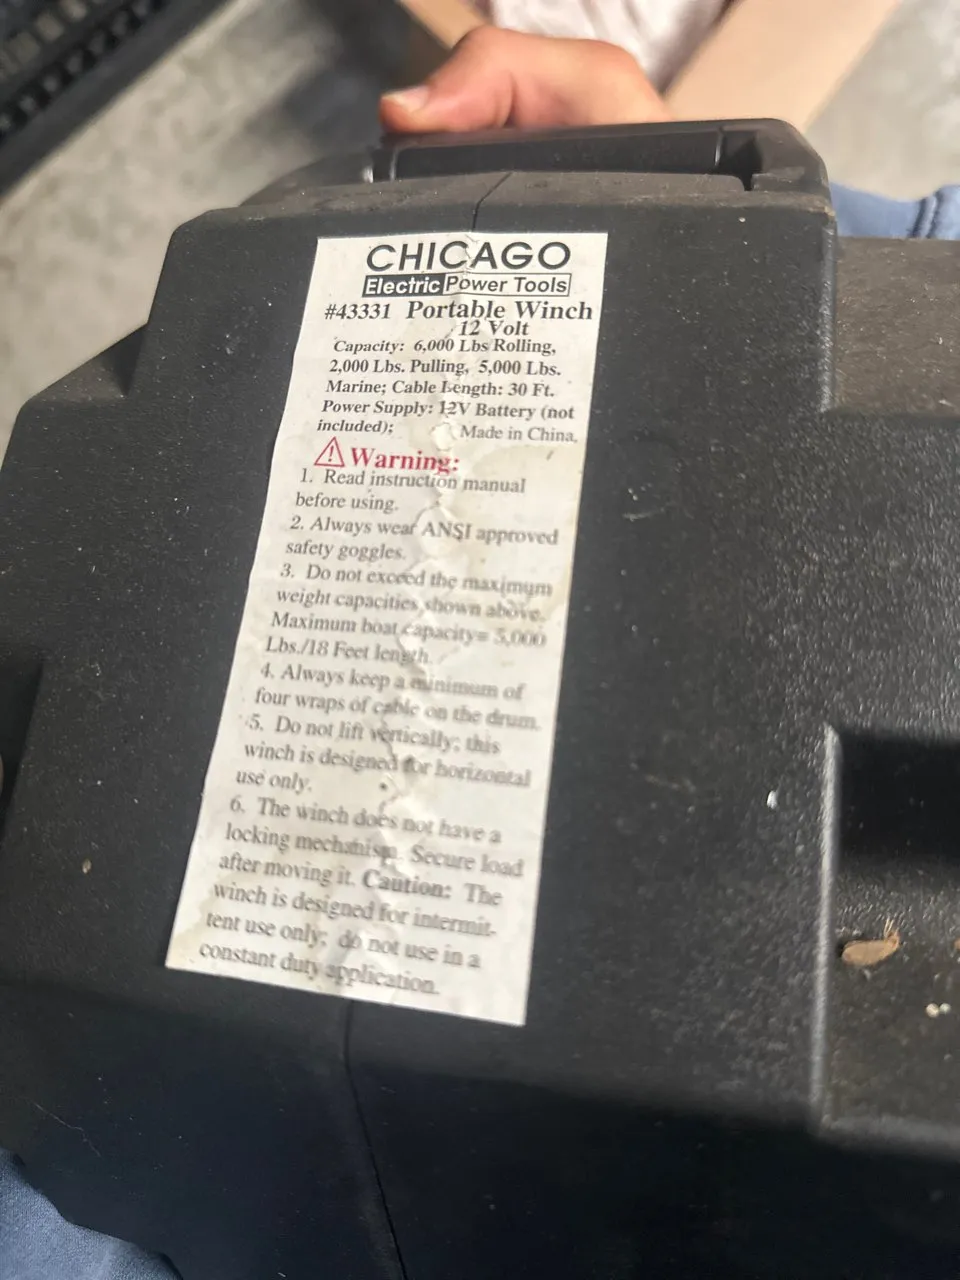 CHICAGO
Electric Power Tools
#43331 Portable Winch
12 Volt
Capacity: 6,000 Lbs Rolling,
2,000 Lbs. Pulling, 5,000 Lbs.
Marine; Cable Length: 30 Ft.
Power Supply: 12V Battery (not
included); Made in China,
Warning:
1. Read instruction manual
before using.
2. Always wear ANSI approved
safety goggles.
3. Do not exceed the maximum
weight capacities shown above.
Maximum boat capacity= 5,000
Lbs./18 Feet length.
4. Always keep a minimum of
four wraps of cable on the drum.
5. Do not lift vertically; this
winch is designed for horizontal
use only.
6. The winch does not have a
locking mechanism. Secure load
after moving it. Caution: The
winch is designed for intermit-
tent use only; do not use in a
constant duty application.